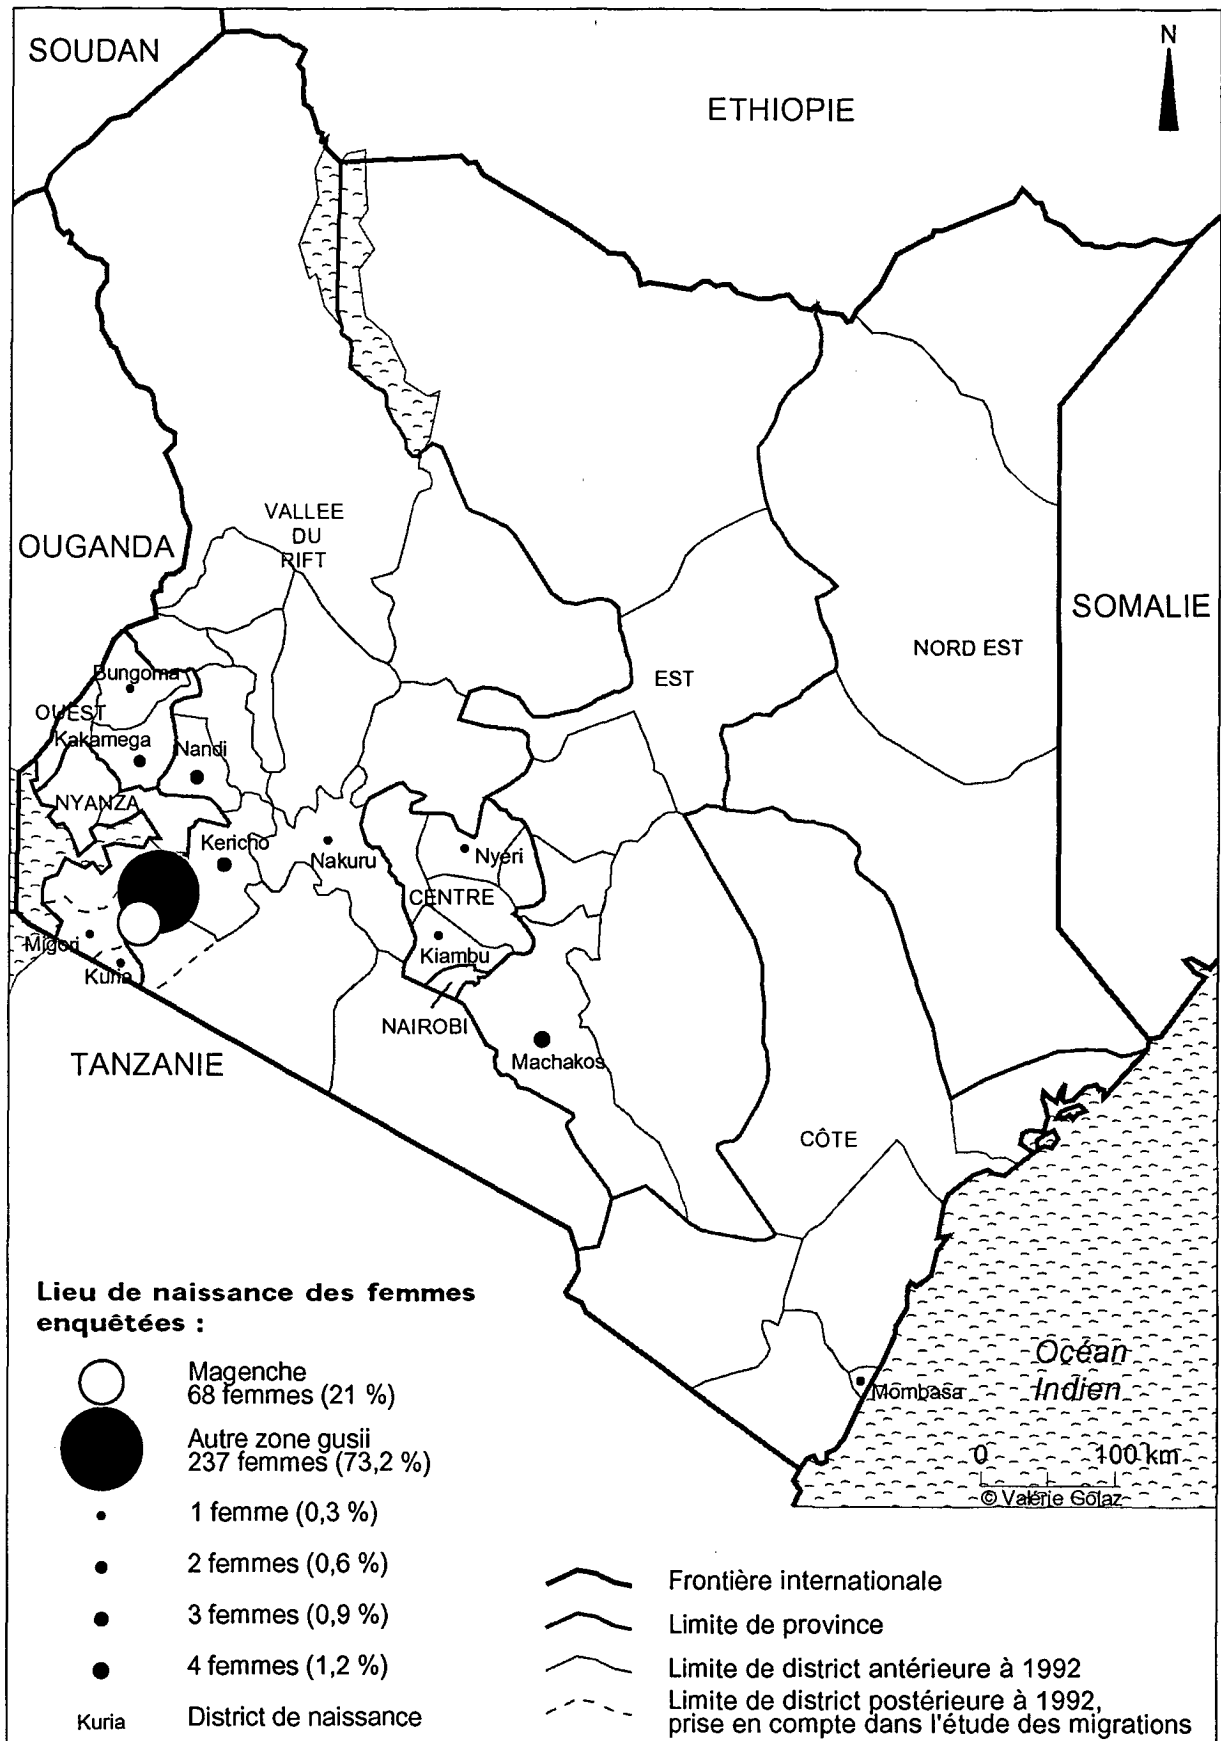 SOUDAN
N
ETHIOPIE
VALLEE
DU
RIFT
OUGANDA
SOMALIE
NORD EST
EST
Bungoma
OUEST
Kakamega
Nandi
NYANZA
Kericho
Nakuru
Nyeri
CENTRE
Migori
Kiambu
Kuria
NAIROBI
Machakos
TANZANIE
CÔTE
Océan
Indien
Mombasa
0 100 km
© Valérie Golaz
Lieu de naissance des femmes
enquêtées :
Magenche
68 femmes (21 %)
Autre zone gusii
237 femmes (73,2 %)
1 femme (0,3 %)
2 femmes (0,6 %)
3 femmes (0,9 %)
4 femmes (1,2 %)
Kuria District de naissance
Frontière internationale
Limite de province
Limite de district antérieure à 1992
Limite de district postérieure à 1992,
prise en compte dans l'étude des migrations